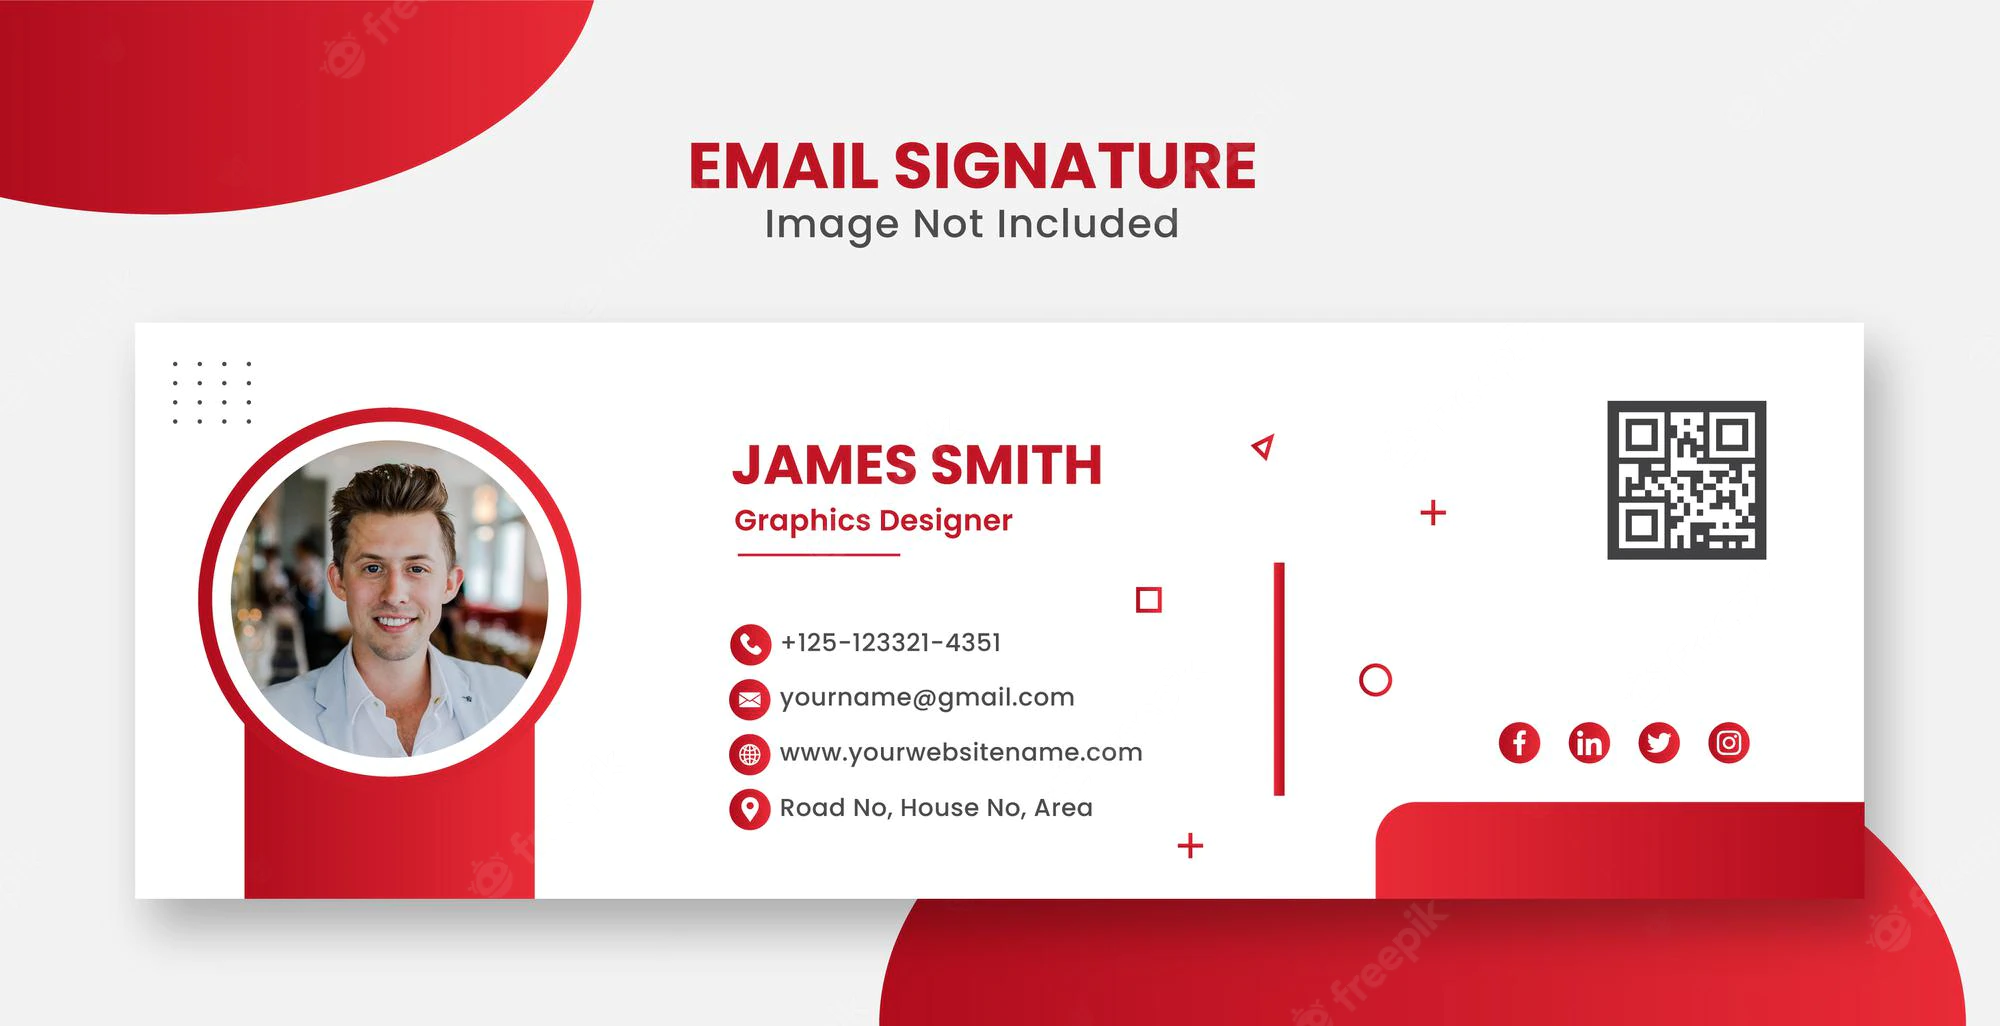 EMAIL SIGNATURE
Image Not Included
JAMES SMITH
Graphics Designer
+125-123321-4351
yourname@gmail.com
www.yourwebsitename.com
Road No, House No, Area
freepik